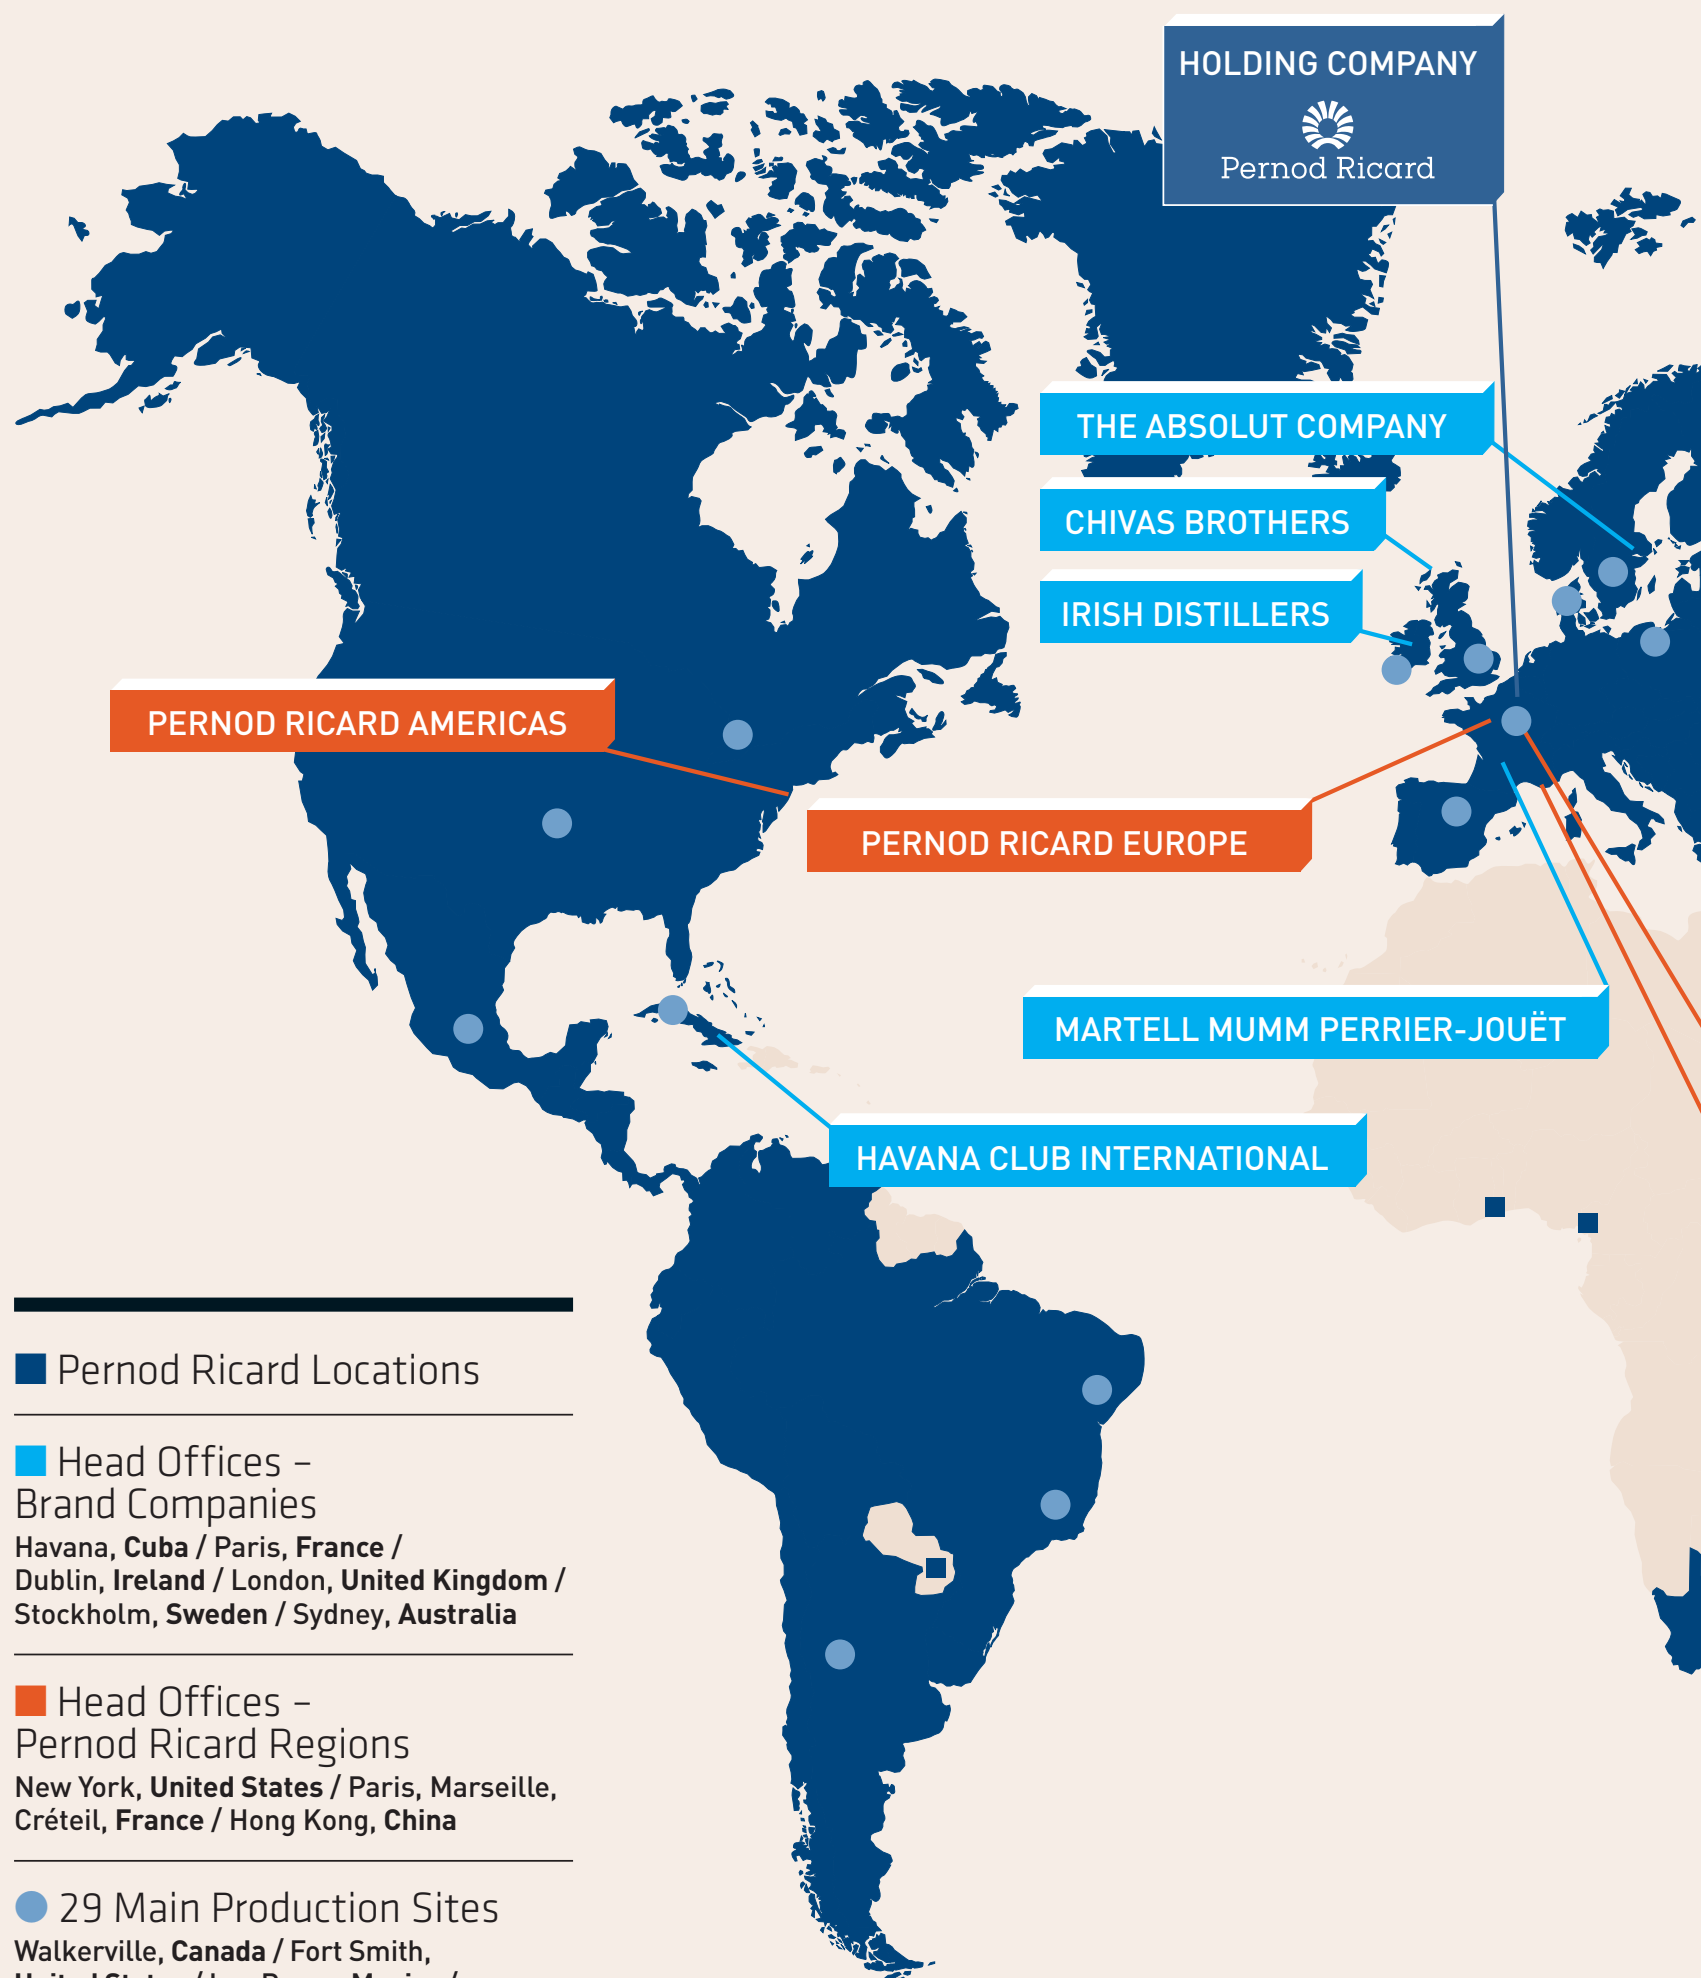 HOLDING COMPANY
Pernod Ricard
THE ABSOLUT COMPANY
CHIVAS BROTHERS
IRISH DISTILLERS
PERNOD RICARD AMERICAS
PERNOD RICARD EUROPE
MARTELL MUMM PERRIER-JOUËT
HAVANA CLUB INTERNATIONAL
Pernod Ricard Locations
Head Offices –
Brand Companies
Havana, Cuba / Paris, France /
Dublin, Ireland / London, United Kingdom /
Stockholm, Sweden / Sydney, Australia
Head Offices –
Pernod Ricard Regions
New York, United States / Paris, Marseille,
Créteil, France / Hong Kong, China
29 Main Production Sites
Walkerville, Canada / Fort Smith,